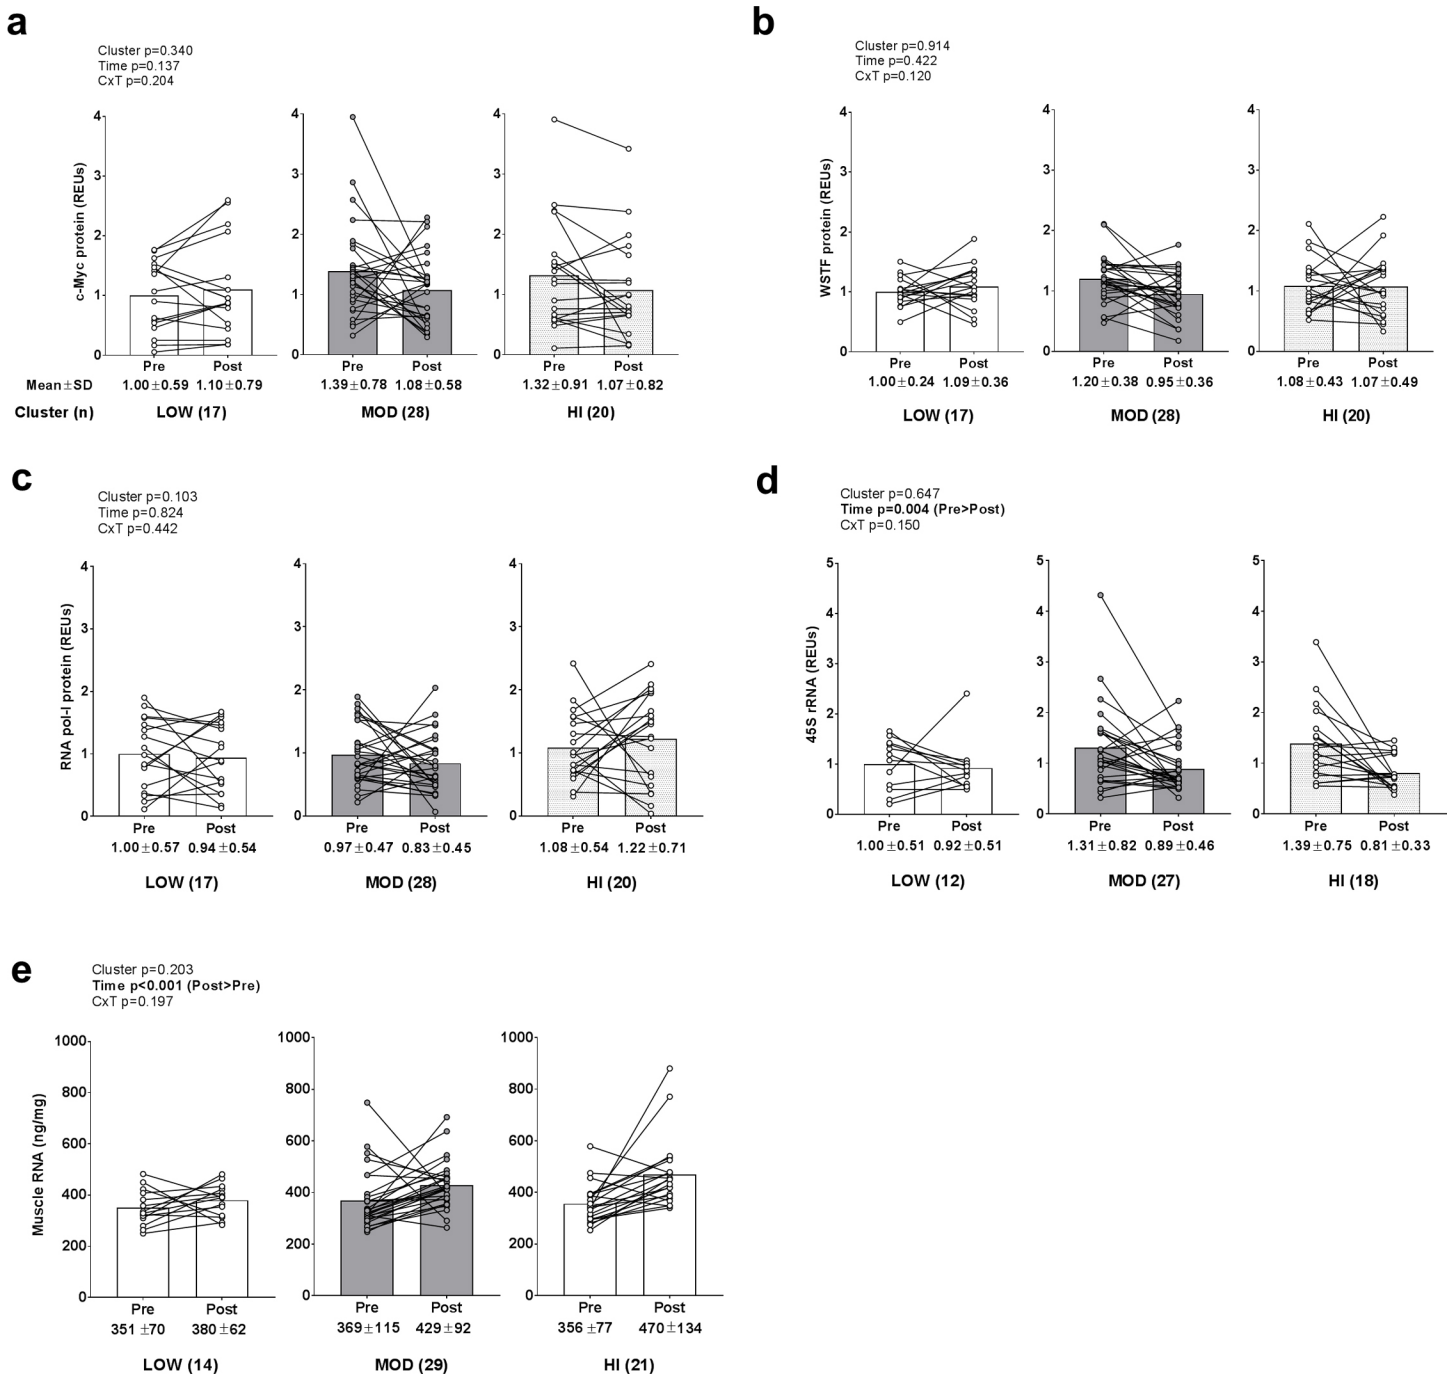 a
Cluster p=0.340
Time p=0.137
CxT p=0.204
c-Myc protein (REUs)
4
3
2
1
0
4
3
2
1
0
4
3
2
1
0
Pre Post Pre Post Pre Post
Mean±SD 1.00±0.59 1.10±0.79 1.39±0.78 1.08±0.58 1.32±0.91 1.07±0.82
Cluster (n) LOW (17) MOD (28) HI (20)
b
Cluster p=0.914
Time p=0.422
CxT p=0.120
WSTF protein (REUs)
4
3
2
1
0
4
3
2
1
0
4
3
2
1
0
Pre Post Pre Post Pre Post
1.00±0.24 1.09±0.36 1.20±0.38 0.95±0.36 1.08±0.43 1.07±0.49
LOW (17) MOD (28) HI (20)
c
Cluster p=0.103
Time p=0.824
CxT p=0.442
RNA pol-I protein (REUs)
4
3
2
1
0
4
3
2
1
0
4
3
2
1
0
Pre Post Pre Post Pre Post
1.00±0.57 0.94±0.54 0.97±0.47 0.83±0.45 1.08±0.54 1.22±0.71
LOW (17) MOD (28) HI (20)
d
Cluster p=0.647
Time p=0.004 (Pre>Post)
CxT p=0.150
45S rRNA (REUs)
5
4
3
2
1
0
5
4
3
2
1
0
5
4
3
2
1
0
Pre Post Pre Post Pre Post
1.00±0.51 0.92±0.51 1.31±0.82 0.89±0.46 1.39±0.75 0.81±0.33
LOW (12) MOD (27) HI (18)
e
Cluster p=0.203
Time p<0.001 (Post>Pre)
CxT p=0.197
Muscle RNA (ng/mg)
1000
800
600
400
200
0
1000
800
600
400
200
0
1000
800
600
400
200
0
Pre Post Pre Post Pre Post
351 ±70 380±62 369±115 429±92 356 ±77 470±134
LOW (14) MOD (29) HI (21)